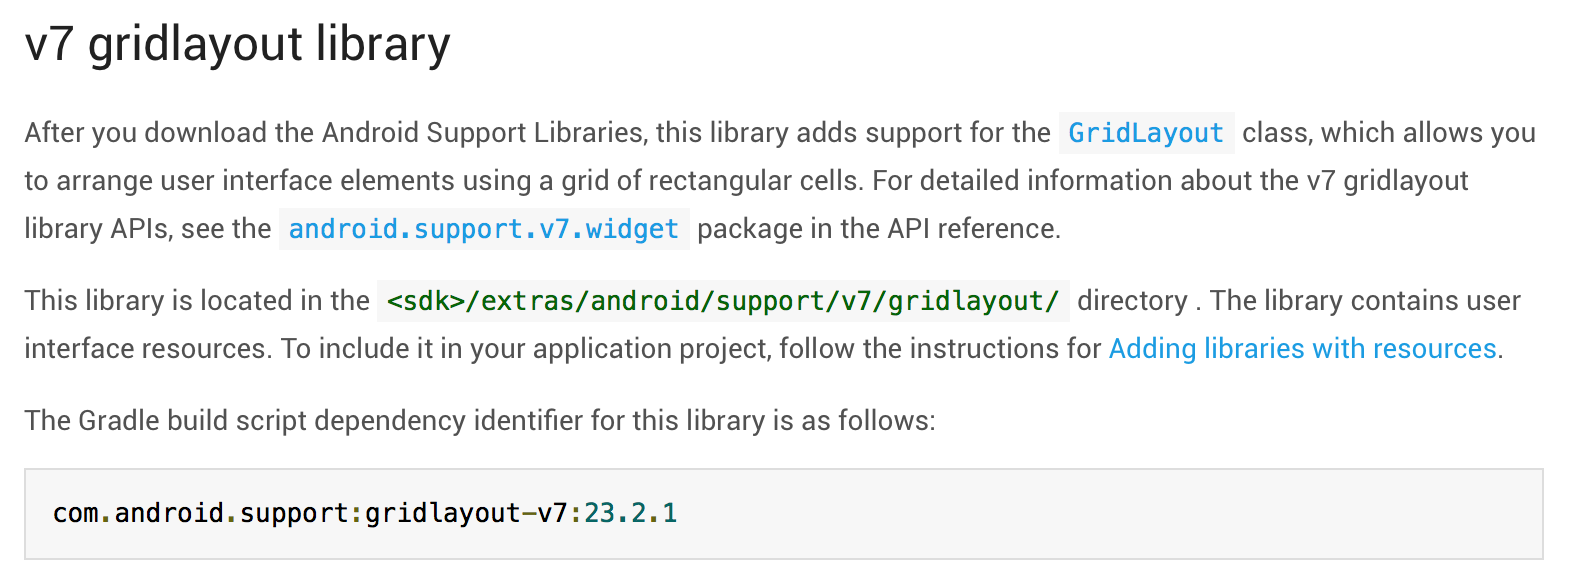 v7 gridlayout library
After you download the Android Support Libraries, this library adds support for the GridLayout class, which allows you
to arrange user interface elements using a grid of rectangular cells. For detailed information about the v7 gridlayout
library APIs, see the android.support.v7.widget package in the API reference.
This library is located in the <sdk>/extras/android/support/v7/gridlayout/ directory . The library contains user
interface resources. To include it in your application project, follow the instructions for Adding libraries with resources.
The Gradle build script dependency identifier for this library is as follows:
com.android.support:gridlayout-v7:23.2.1